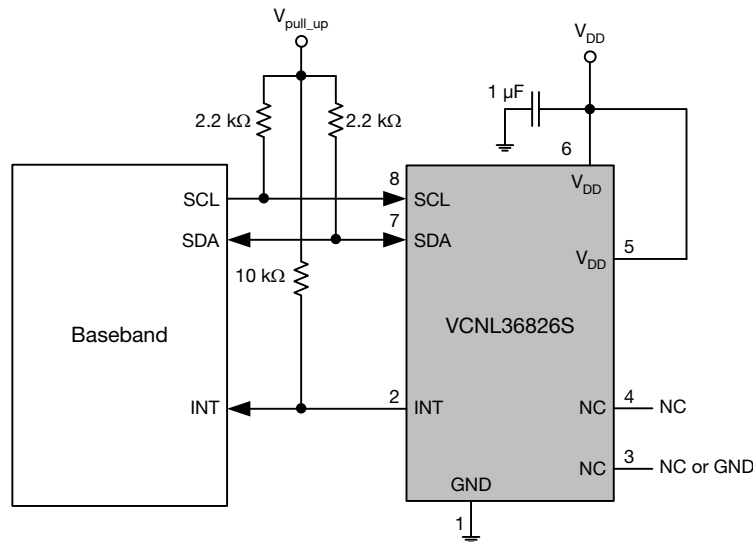 V_pull_up
V_DD
1 µF
2.2 kΩ
2.2 kΩ
6
V_DD
SCL
8
SCL
SDA
7
SDA
5
V_DD
10 kΩ
VCNL36826S
Baseband
INT
2
INT
NC
4
NC
NC
3
NC or GND
GND
1